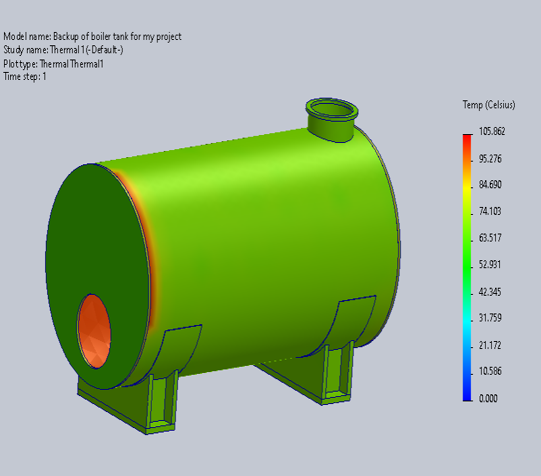 Model name: Backup of boiler tank for my project
Study name: Thermal 1(-Default-)
Plot type: Thermal Thermal1
Time step: 1
Temp (Celsius)
105.862
95.276
84.690
74.103
63.517
52.931
42.345
31.759
21.172
10.586
0.000